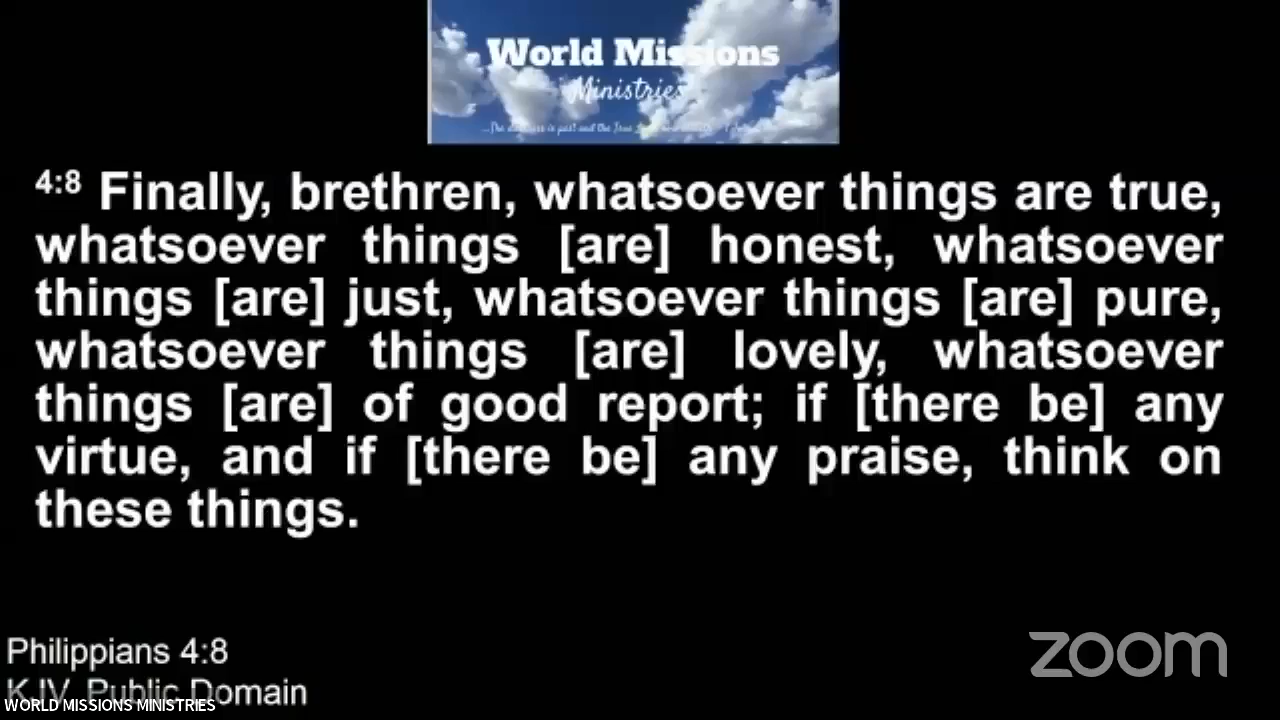 World Missions
Ministries
4:8 Finally, brethren, whatsoever things are true,
whatsoever things [are] honest, whatsoever
things [are] just, whatsoever things [are] pure,
whatsoever things [are] lovely, whatsoever
things [are] of good report; if [there be] any
virtue, and if [there be] any praise, think on
these things.
Philippians 4:8
KJV, Public Domain
WORLD MISSIONS MINISTRIES
zoom